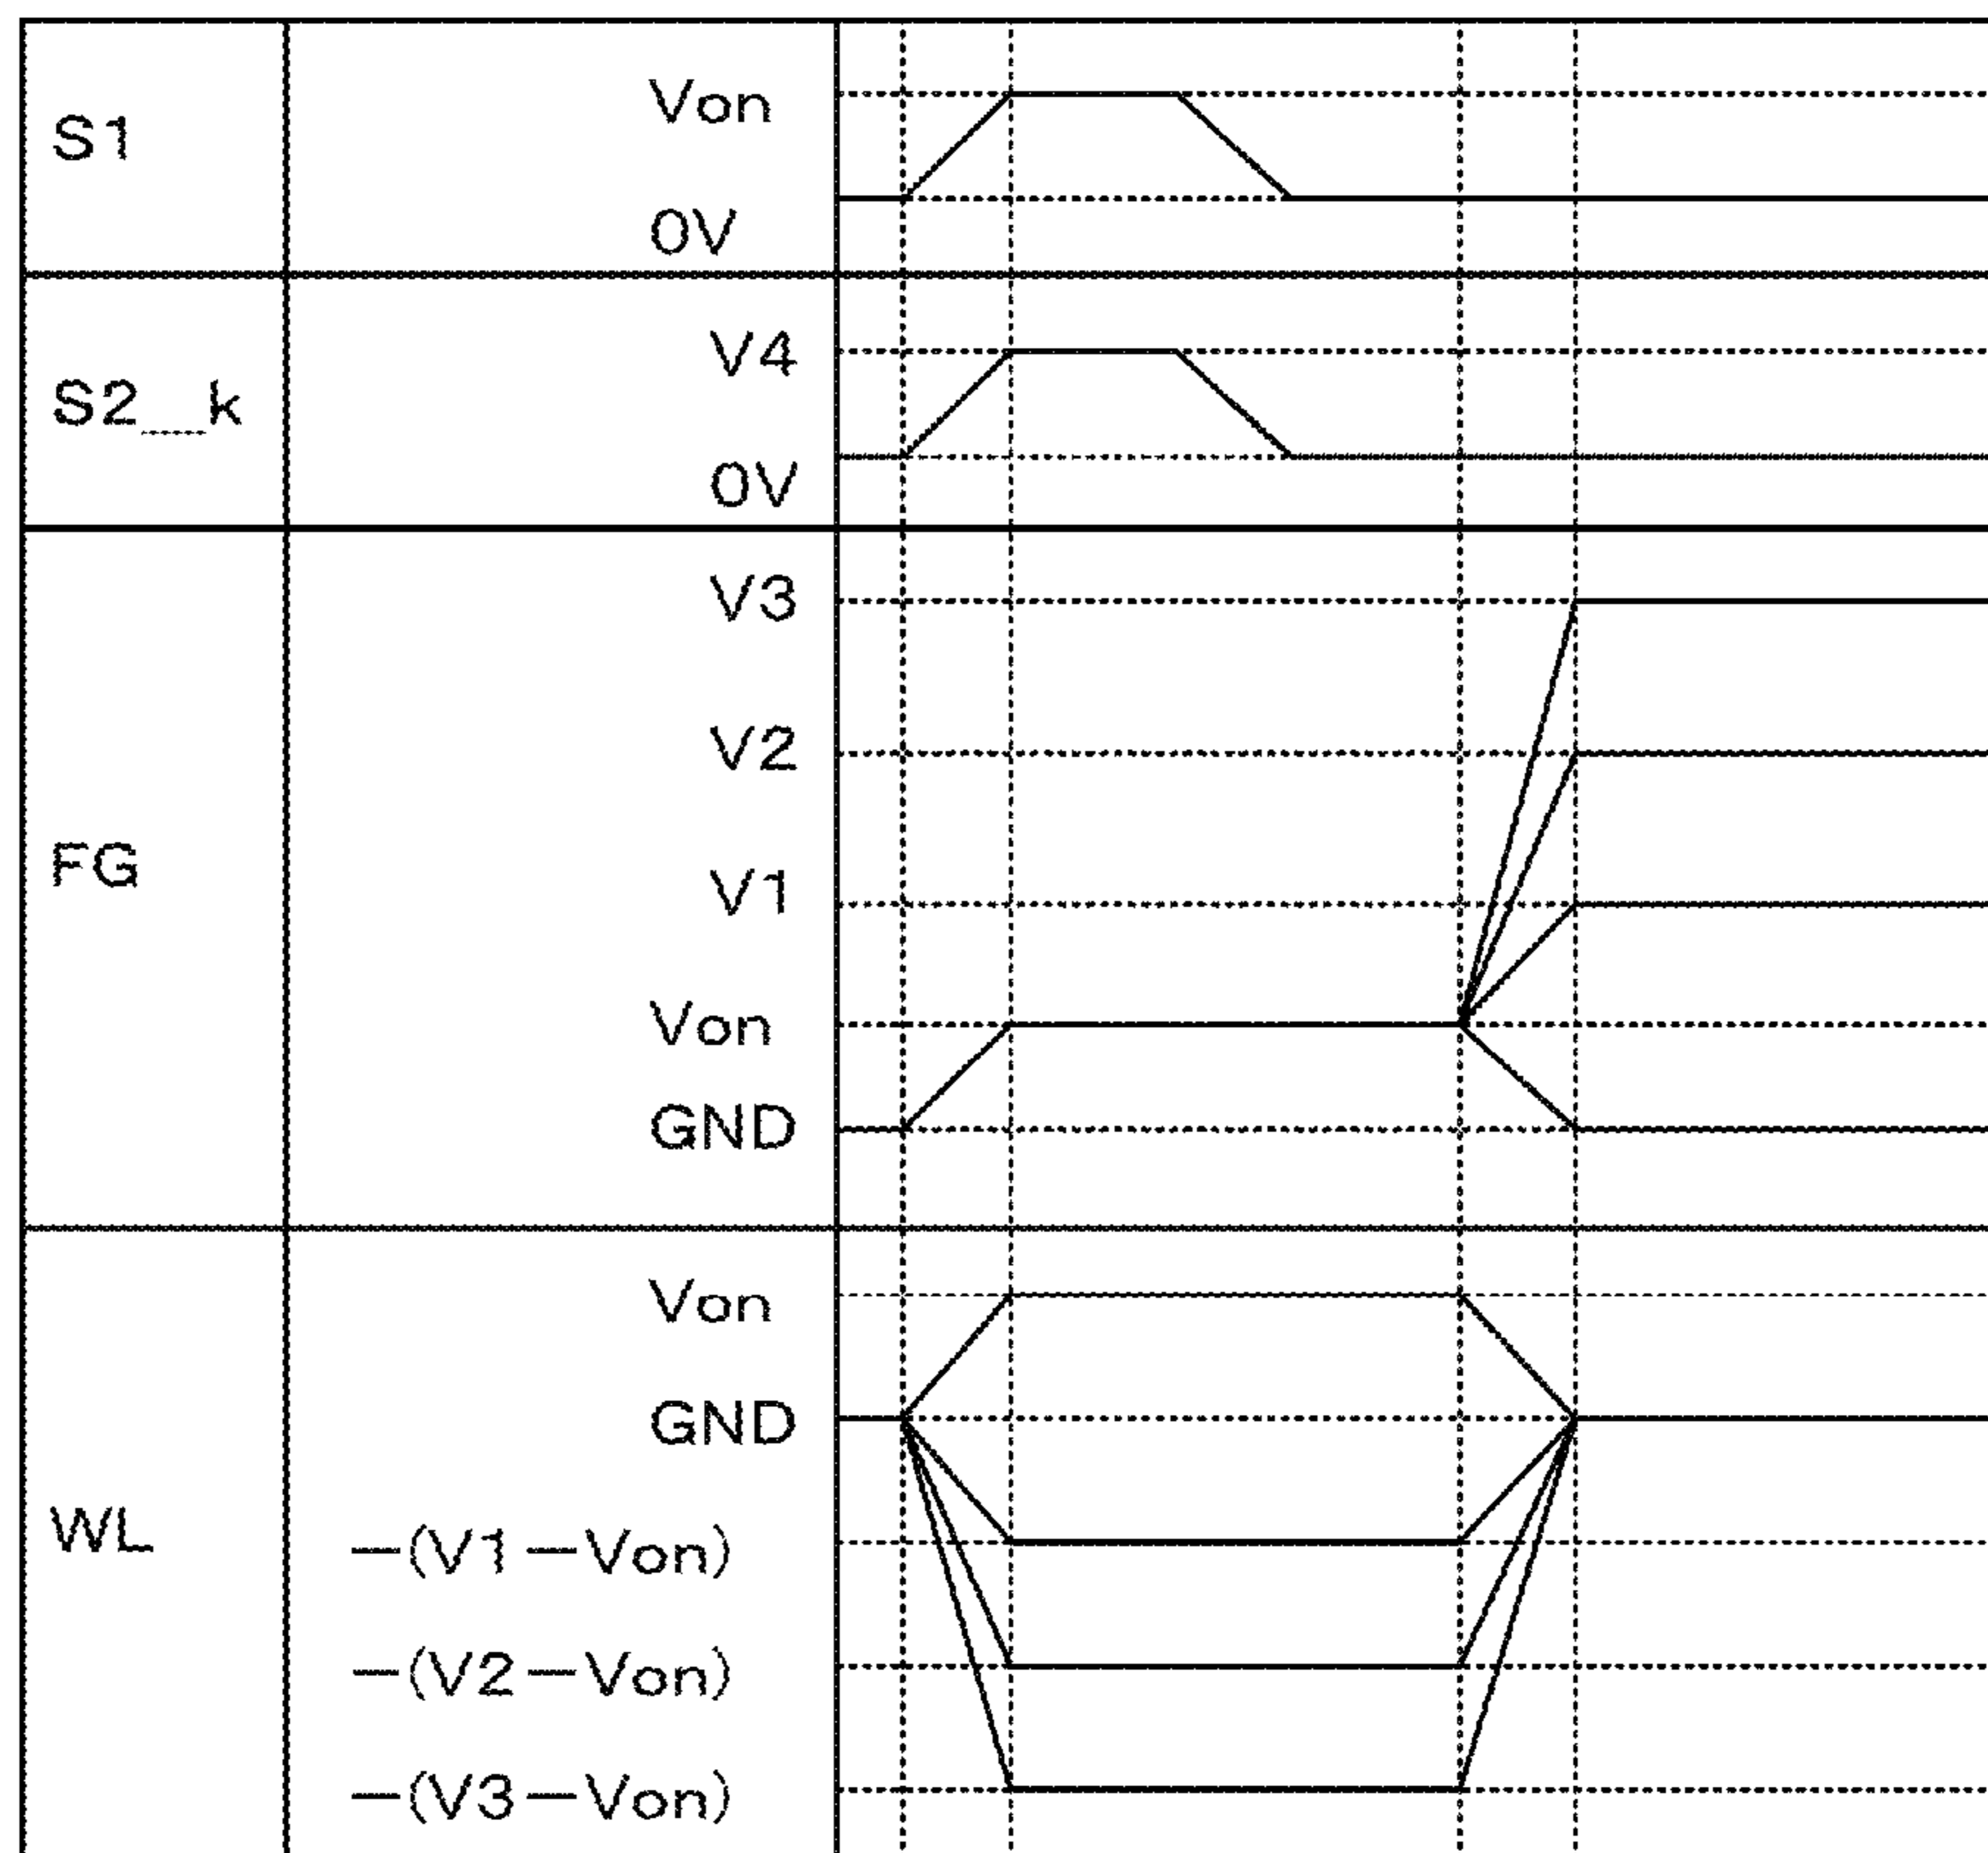 S1
Von
0V
S2__k
V4
0V
FG
V3
V2
V1
Von
GND
WL
Von
GND
−(V1−Von)
−(V2−Von)
−(V3−Von)